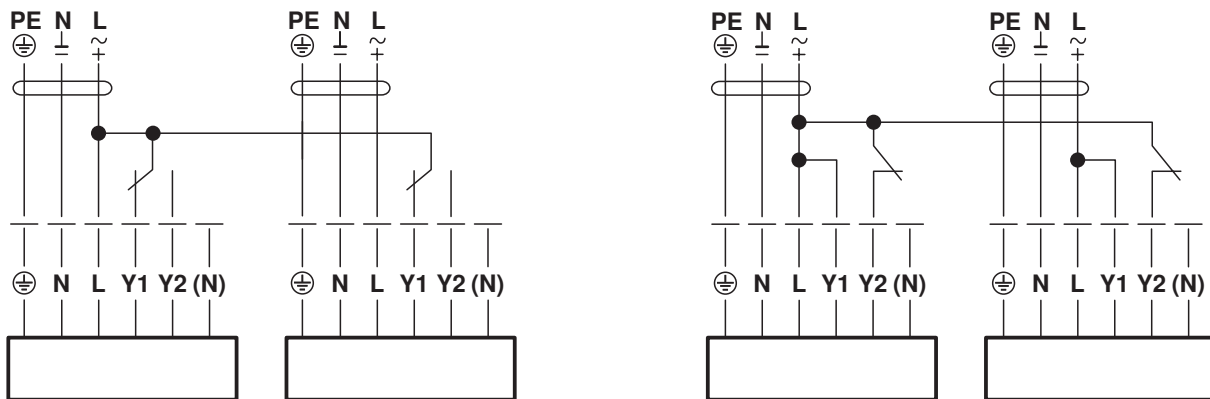 PE N L PE N L PE N L PE N L
~ ~ ~ ~
+ + + +
N L Y1 Y2 (N) N L Y1 Y2 (N) N L Y1 Y2 (N) N L Y1 Y2 (N)